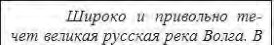 Широко и привольно те-
чет великая русская река Волга. В